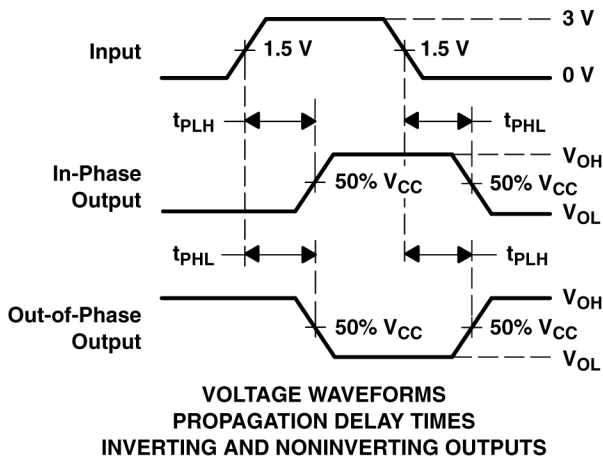 3 V
Input
1.5 V
1.5 V
0 V
tPLH
tPHL
VOH
In-Phase
Output
50% VCC
50% VCC
VOL
tPHL
tPLH
VOH
Out-of-Phase
Output
50% VCC
50% VCC
VOL
VOLTAGE WAVEFORMS
PROPAGATION DELAY TIMES
INVERTING AND NONINVERTING OUTPUTS